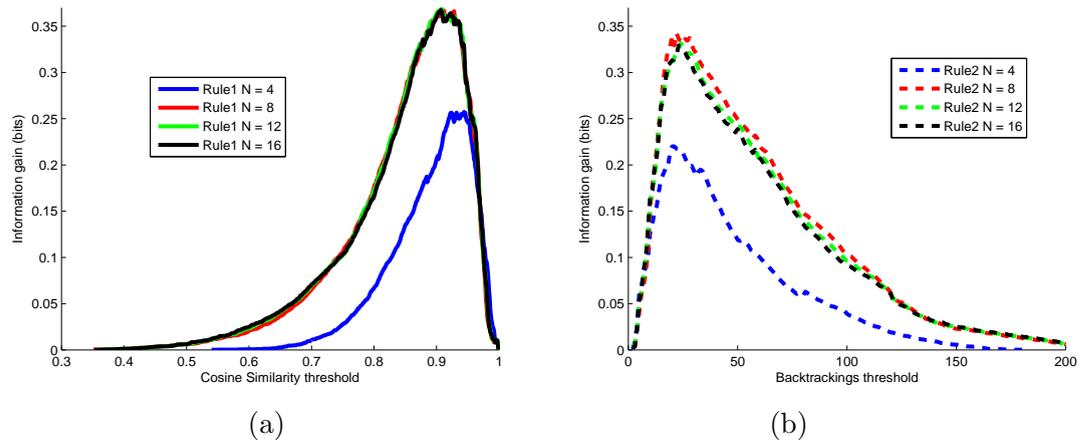 0.35
0.3
0.25
0.2
0.15
0.1
0.05
0
Information gain (bits)
Rule1 N = 4
Rule1 N = 8
Rule1 N = 12
Rule1 N = 16
0.3 0.4 0.5 0.6 0.7 0.8 0.9 1
Cosine Similarity threshold
(a)
0.35
0.3
0.25
0.2
0.15
0.1
0.05
0
Information gain (bits)
Rule2 N = 4
Rule2 N = 8
Rule2 N = 12
Rule2 N = 16
0 50 100 150 200
Backtrackings threshold
(b)